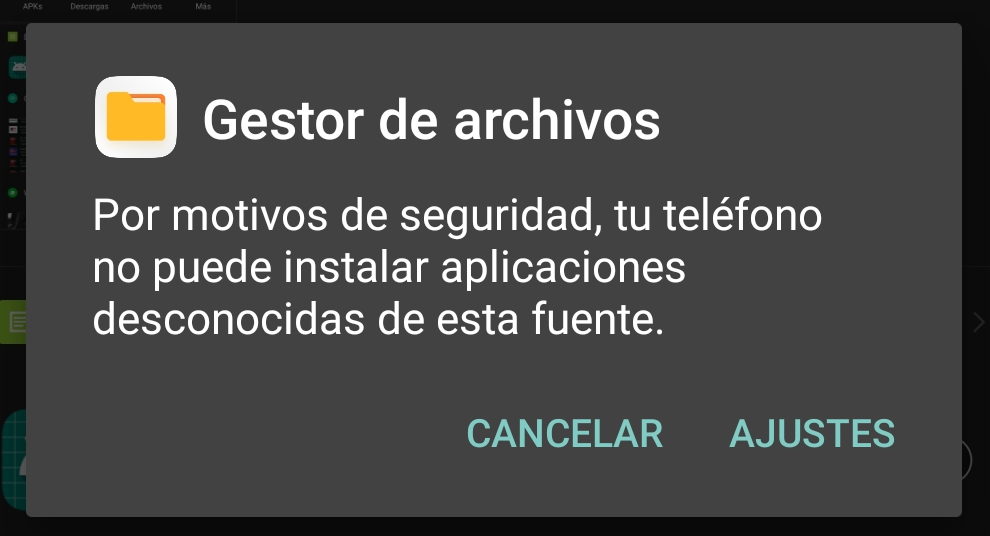 APKs Descargas Archivos Más
Gestor de archivos
Por motivos de seguridad, tu teléfono
no puede instalar aplicaciones
desconocidas de esta fuente.
CANCELAR AJUSTES